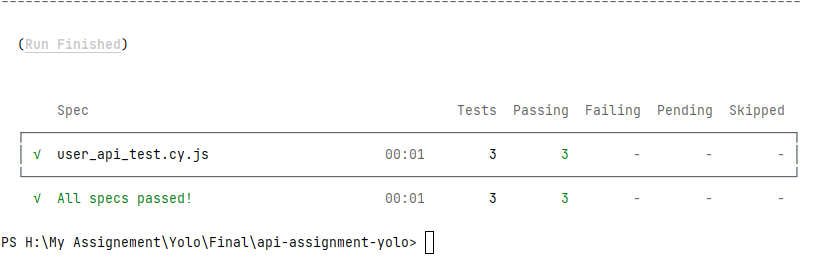 (Run Finished)
Spec Tests Passing Failing Pending Skipped
√ user_api_test.cy.js 00:01 3 3 - - -
√ All specs passed! 00:01 3 3 - - -
PS H:\My Assignement\Yolo\Final\api-assignment-yolo>